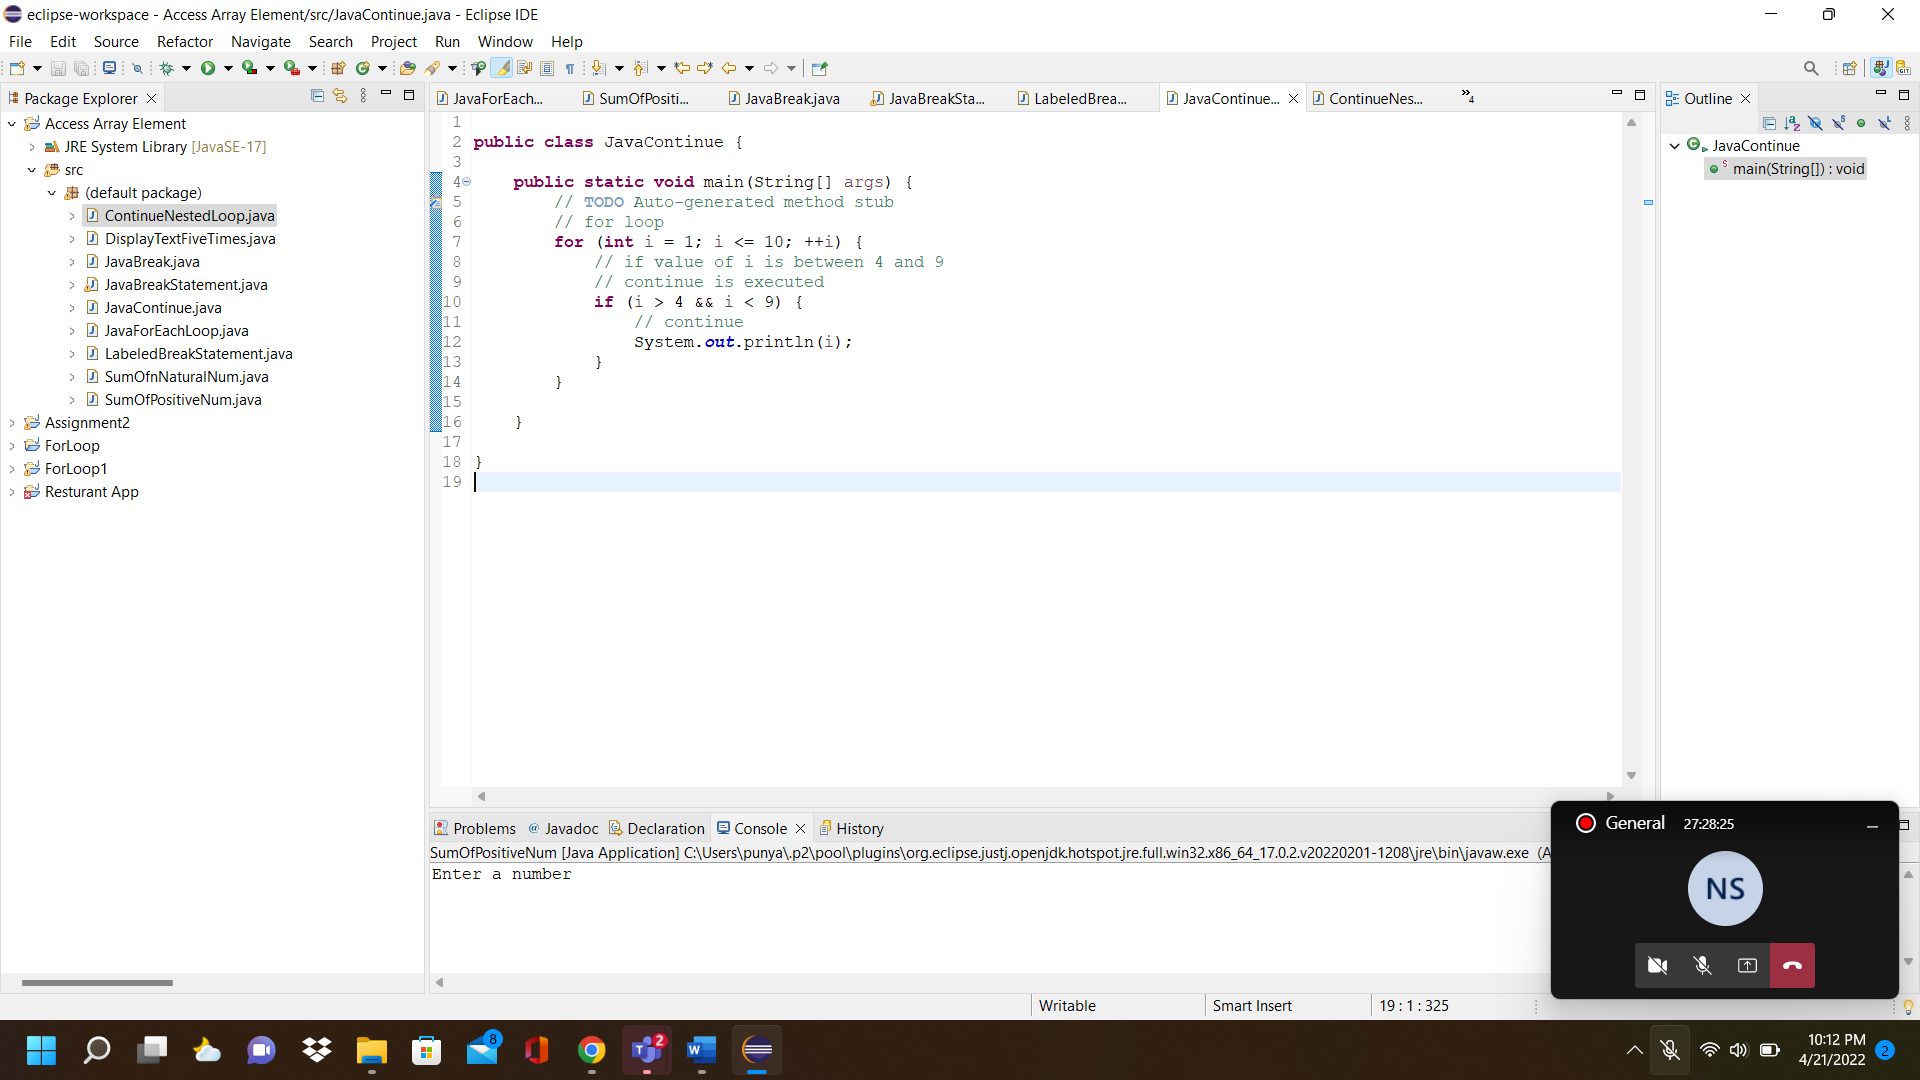 eclipse-workspace - Access Array Element/src/JavaContinue.java - Eclipse IDE
File Edit Source Refactor Navigate Search Project Run Window Help
Package Explorer
Access Array Element
JRE System Library [JavaSE-17]
src
(default package)
ContinueNestedLoop.java
DisplayTextFiveTimes.java
JavaBreak.java
JavaBreakStatement.java
JavaContinue.java
JavaForEachLoop.java
LabeledBreakStatement.java
SumOfnNaturalNum.java
SumOfPositiveNum.java
Assignment2
ForLoop
ForLoop1
Resturant App
JavaForEach... SumOfPositi... JavaBreak.java JavaBreakSta... LabeledBrea... JavaContinue... ContinueNes... »4
1
2 public class JavaContinue {
3
4 public static void main(String[] args) {
5 // TODO Auto-generated method stub
6 // for loop
7 for (int i = 1; i <= 10; ++i) {
8 // if value of i is between 4 and 9
9 // continue is executed
10 if (i > 4 && i < 9) {
11 // continue
12 System.out.println(i);
13 }
14 }
15
16 }
17
18 }
19
Outline
JavaContinue
main(String[]) : void
Problems @ Javadoc Declaration Console History
SumOfPositiveNum [Java Application] C:\Users\punya\.p2\pool\plugins\org.eclipse.justj.openjdk.hotspot.jre.full.win32.x86_64_17.0.2.v20220201-1208\jre\bin\javaw.exe (A
Enter a number
General 27:28:25
NS
Writable Smart Insert 19 : 1 : 325
8
2
10:12 PM
4/21/2022
2